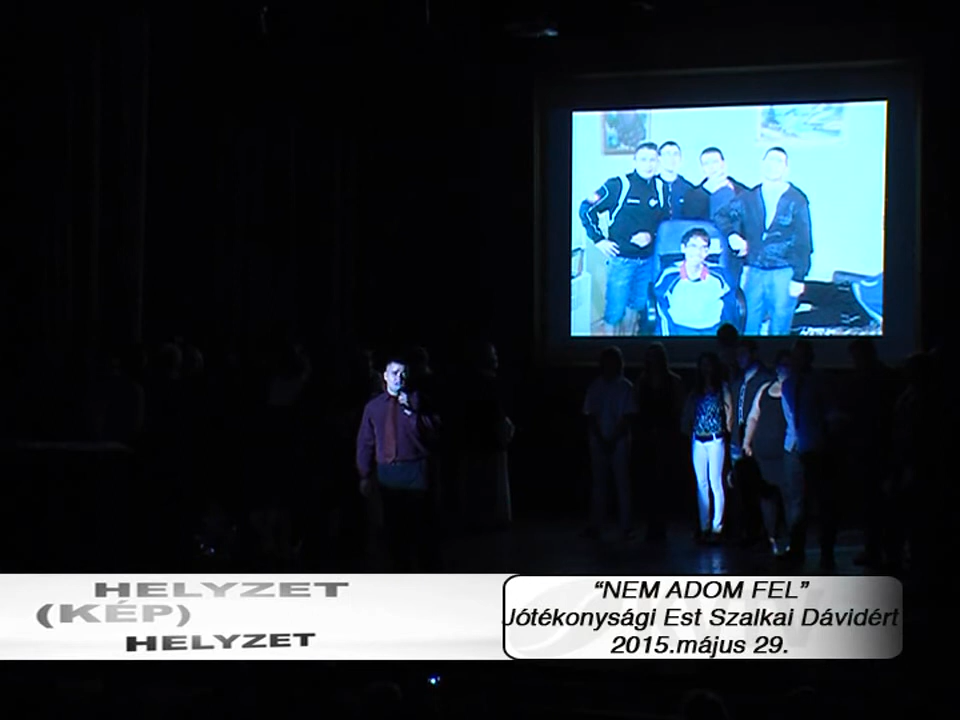 HELYZET
(KÉP)
HELYZET
“NEM ADOM FEL”
Jótékonysági Est Szalkai Dávidért
2015.május 29.